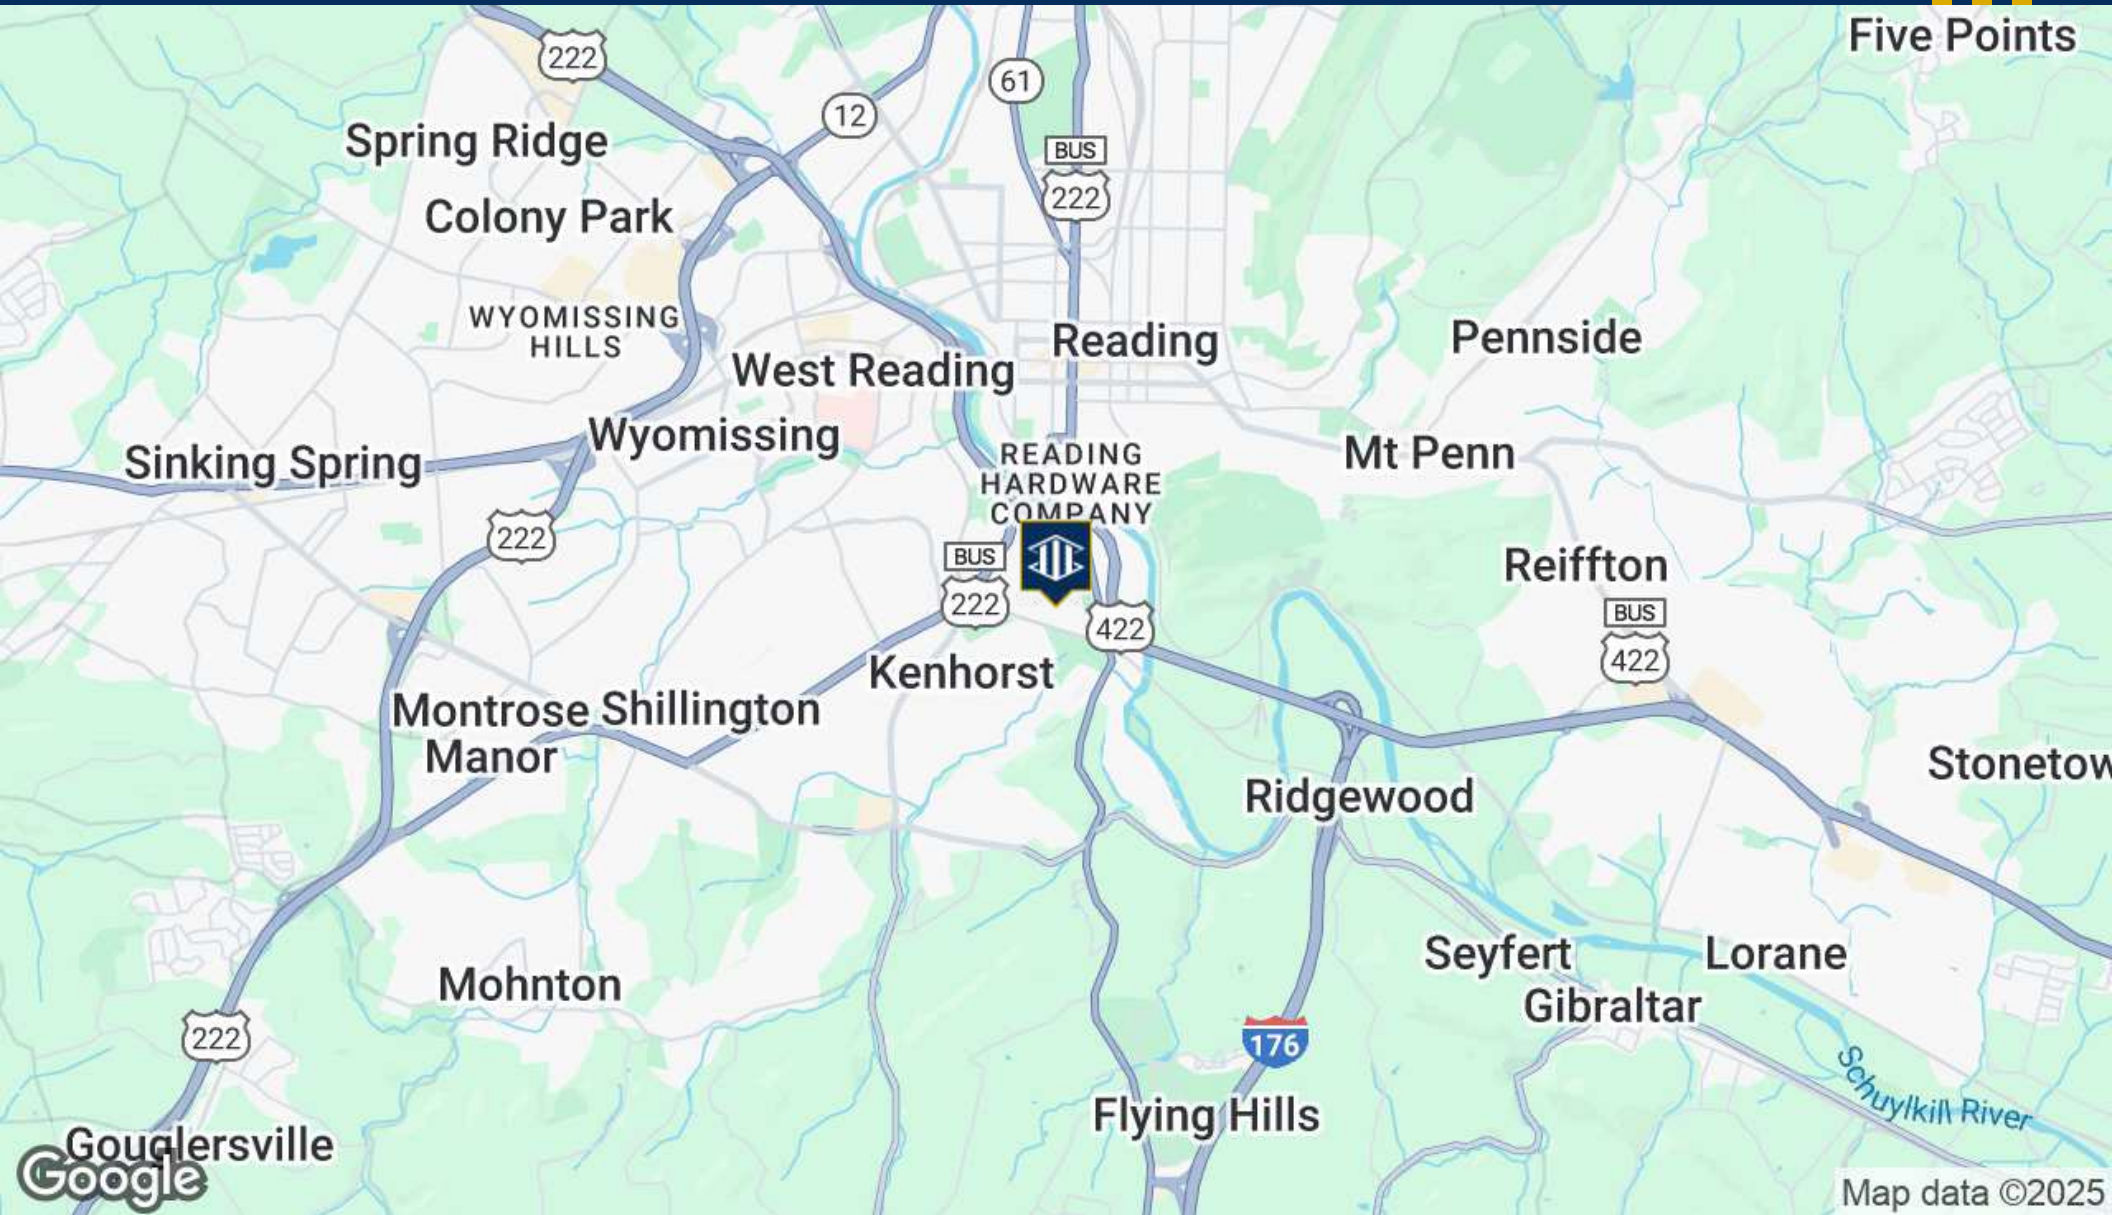 Five Points
222
61
12
Spring Ridge
BUS
222
Colony Park
WYOMISSING
HILLS
Reading
Pennside
West Reading
Wyomissing
Sinking Spring
Mt Penn
READING
HARDWARE
COMPANY
222
BUS
222
422
Reiffton
BUS
422
Kenhorst
Montrose
Manor
Shillington
Stonetow
Ridgewood
Seyfert
Lorane
Mohnton
Gibraltar
222
176
Schuylkill River
Flying Hills
Gouglersville
Google
Map data ©2025